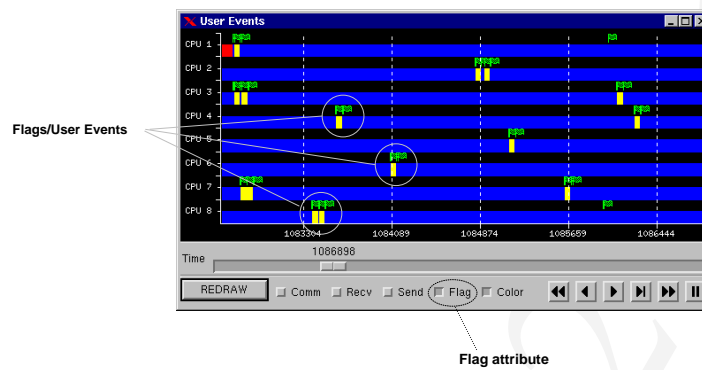 User Events
CPU 1
CPU 2
CPU 3
CPU 4
CPU 5
CPU 6
CPU 7
CPU 8
Flags/User Events
1083304 1084089 1084874 1085659 1086444
1086898
Time
REDRAW Comm Recv Send Flag Color
Flag attribute